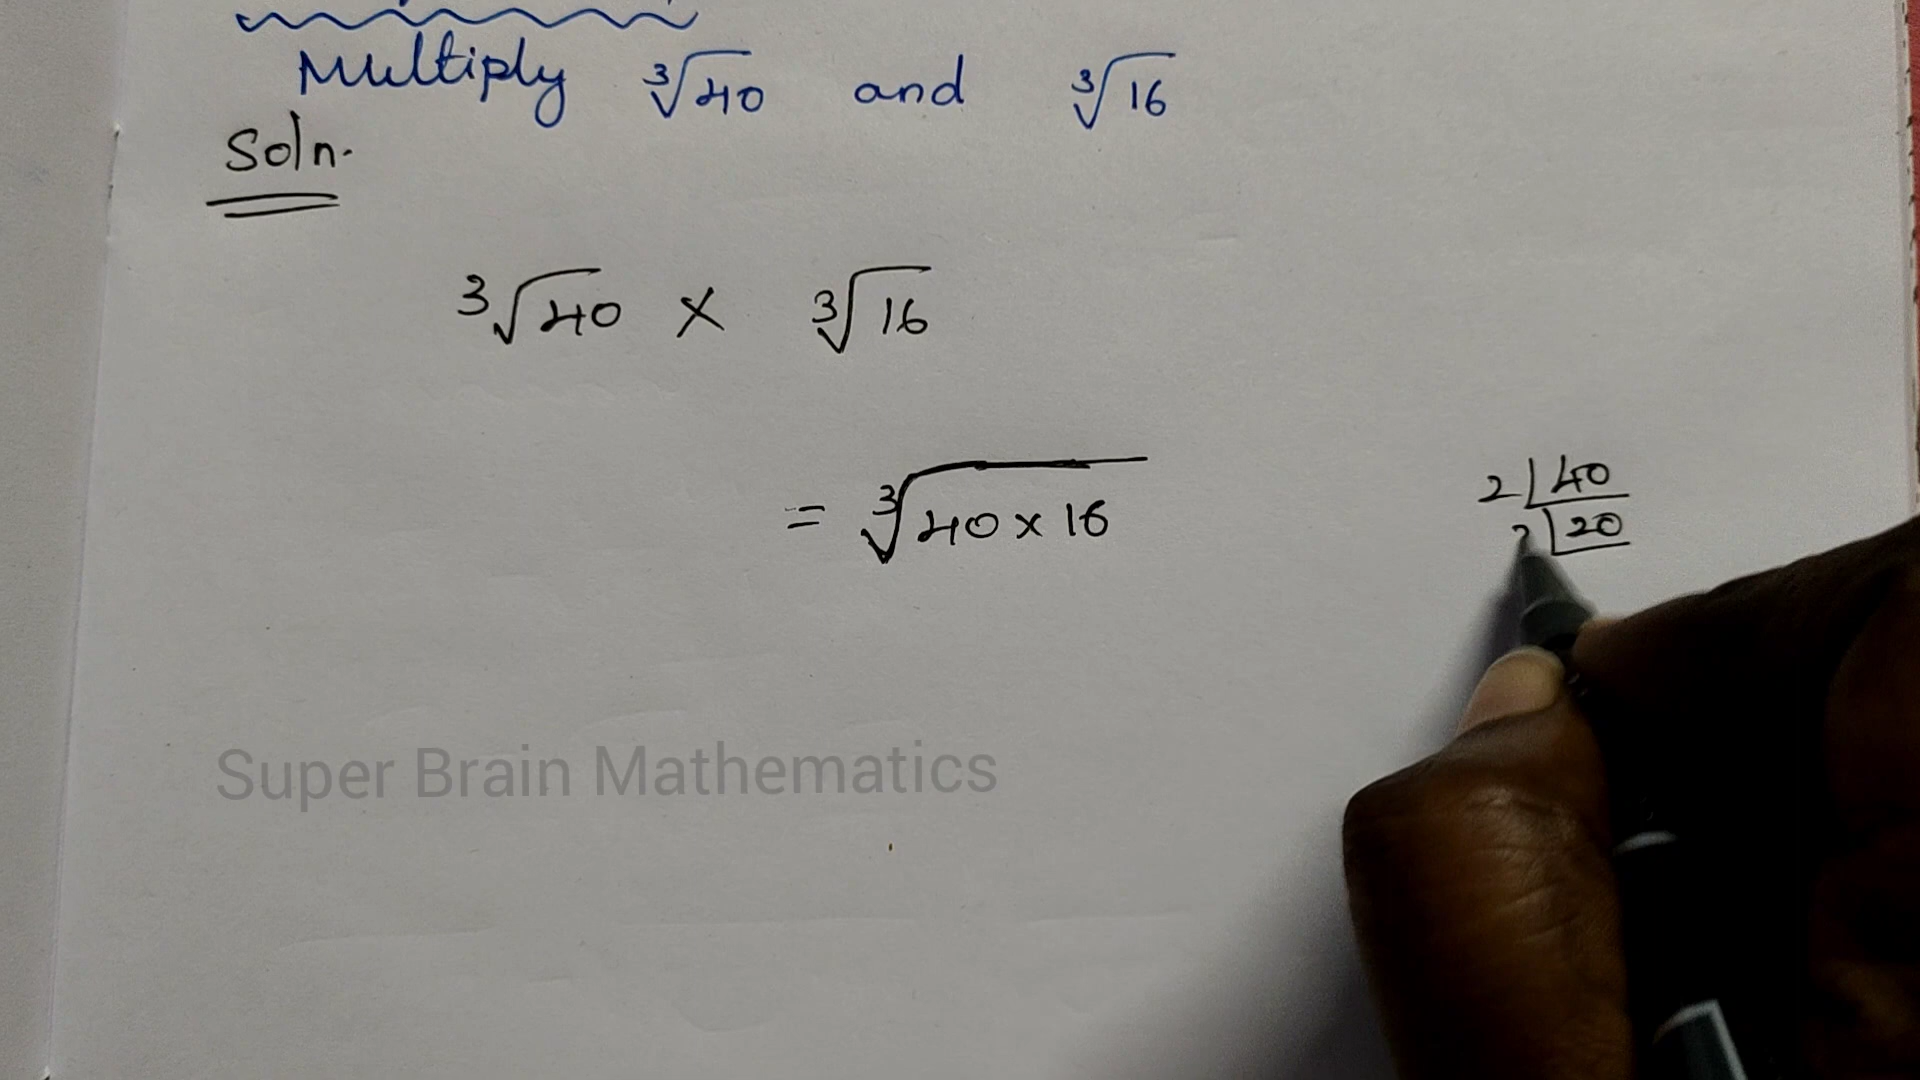 Multiply ∛40 and ∛16
Soln.
∛40 × ∛16
= ∛40 × 16
2 | 40
2 | 20
Super Brain Mathematics